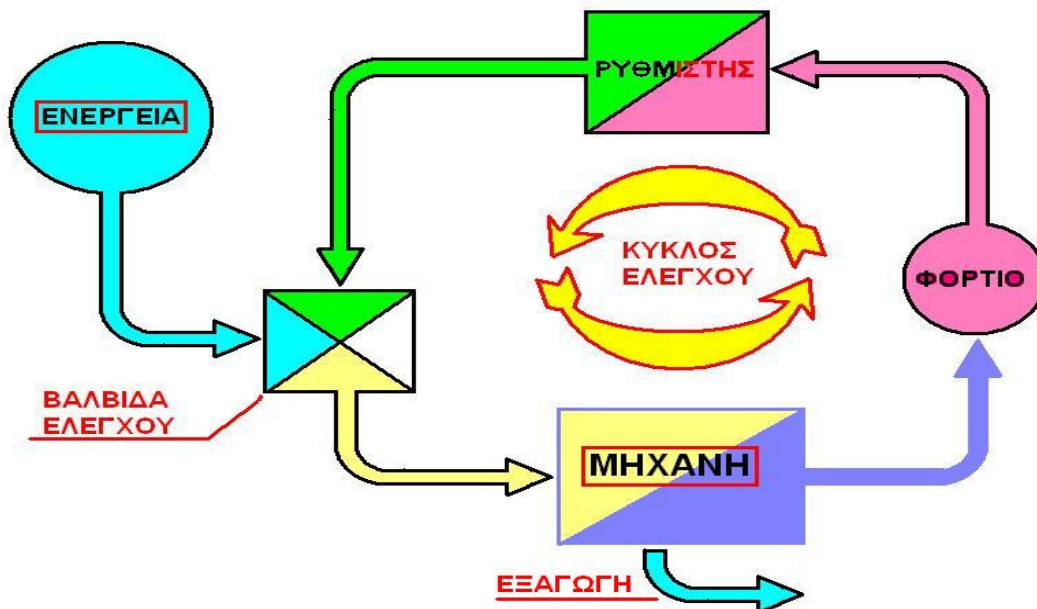 ΡΥΘΜΙΣΤΗΣ
ΕΝΕΡΓΕΙΑ
ΚΥΚΛΟΣ
ΕΛΕΓΧΟΥ
ΦΟΡΤΙΟ
ΒΑΛΒΙΔΑ
ΕΛΕΓΧΟΥ
ΜΗΧΑΝΗ
ΕΞΑΓΩΓΗ